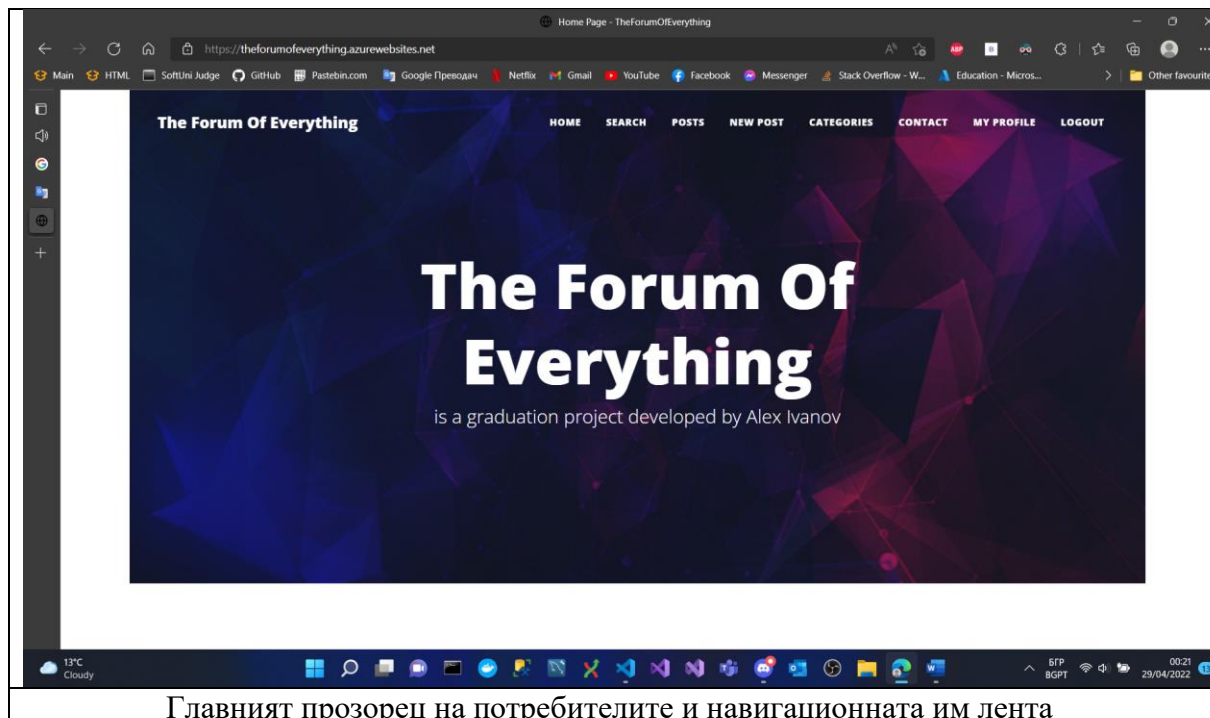 Home Page - TheForumOfEverything
https://theforumofeverything.azurewebsites.net
Main HTML SoftUni Judge GitHub Pastebin.com Google Преводач Netflix Gmail YouTube Facebook Messenger Stack Overflow - W... Education - Micros... Other favourite
The Forum Of Everything HOME SEARCH POSTS NEW POST CATEGORIES CONTACT MY PROFILE LOGOUT
The Forum Of
Everything
is a graduation project developed by Alex Ivanov
13°C
Cloudy
БГР
BGPT
00:21
29/04/2022
Главният прозорец на потребителите и навигационната им лента